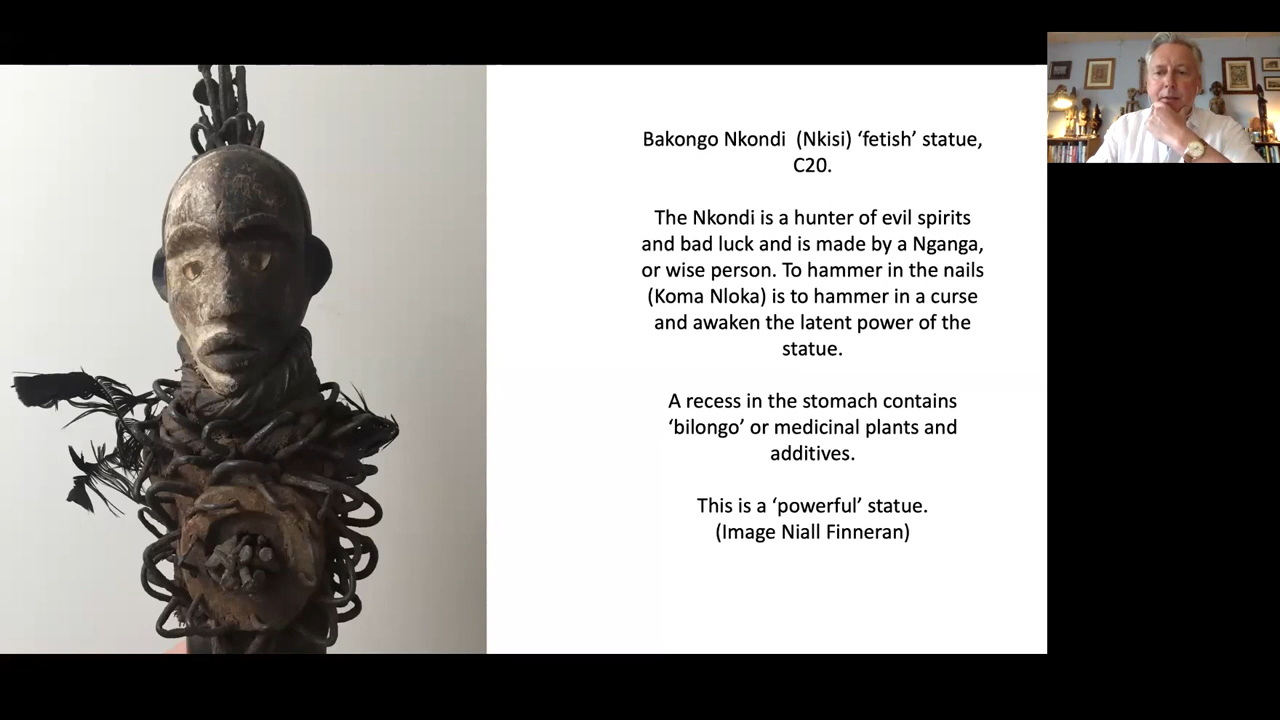 Bakongo Nkondi  (Nkisi) ‘fetish’ statue,
C20.
The Nkondi is a hunter of evil spirits
and bad luck and is made by a Nganga,
or wise person. To hammer in the nails
(Koma Nloka) is to hammer in a curse
and awaken the latent power of the
statue.
A recess in the stomach contains
‘bilongo’ or medicinal plants and
additives.
This is a ‘powerful’ statue.
(Image Niall Finneran)